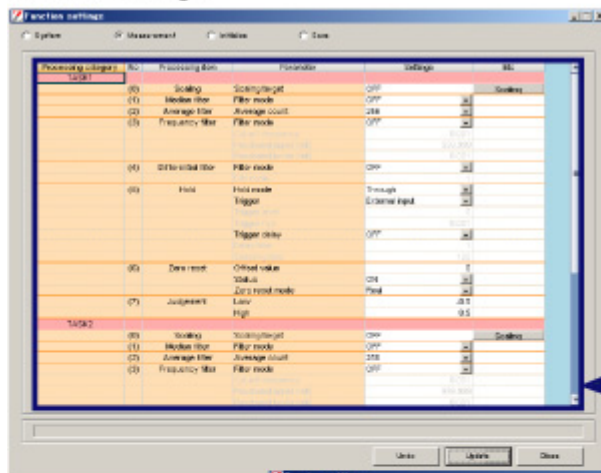 Function settings
System Measurement Initialize Save
Processing category No Processing item Parameter Settings
TASK1
(0) Scaling Scaling target OFF Scaling
(1) Median filter Filter mode OFF
(2) Average filter Average count 256
(3) Frequency filter Filter mode OFF
(4) Differential filter Filter mode OFF
(5) Hold Hold mode Through
Trigger External input
Trigger delay OFF
(6) Zero reset Offset value 0
Status ON
Zero reset mode Real
(7) Judgement Low -0.5
High 0.5
TASK2
(0) Scaling Scaling target OFF Scaling
(1) Median filter Filter mode OFF
(2) Average filter Average count 256
(3) Frequency filter Filter mode OFF
Undo Update Close